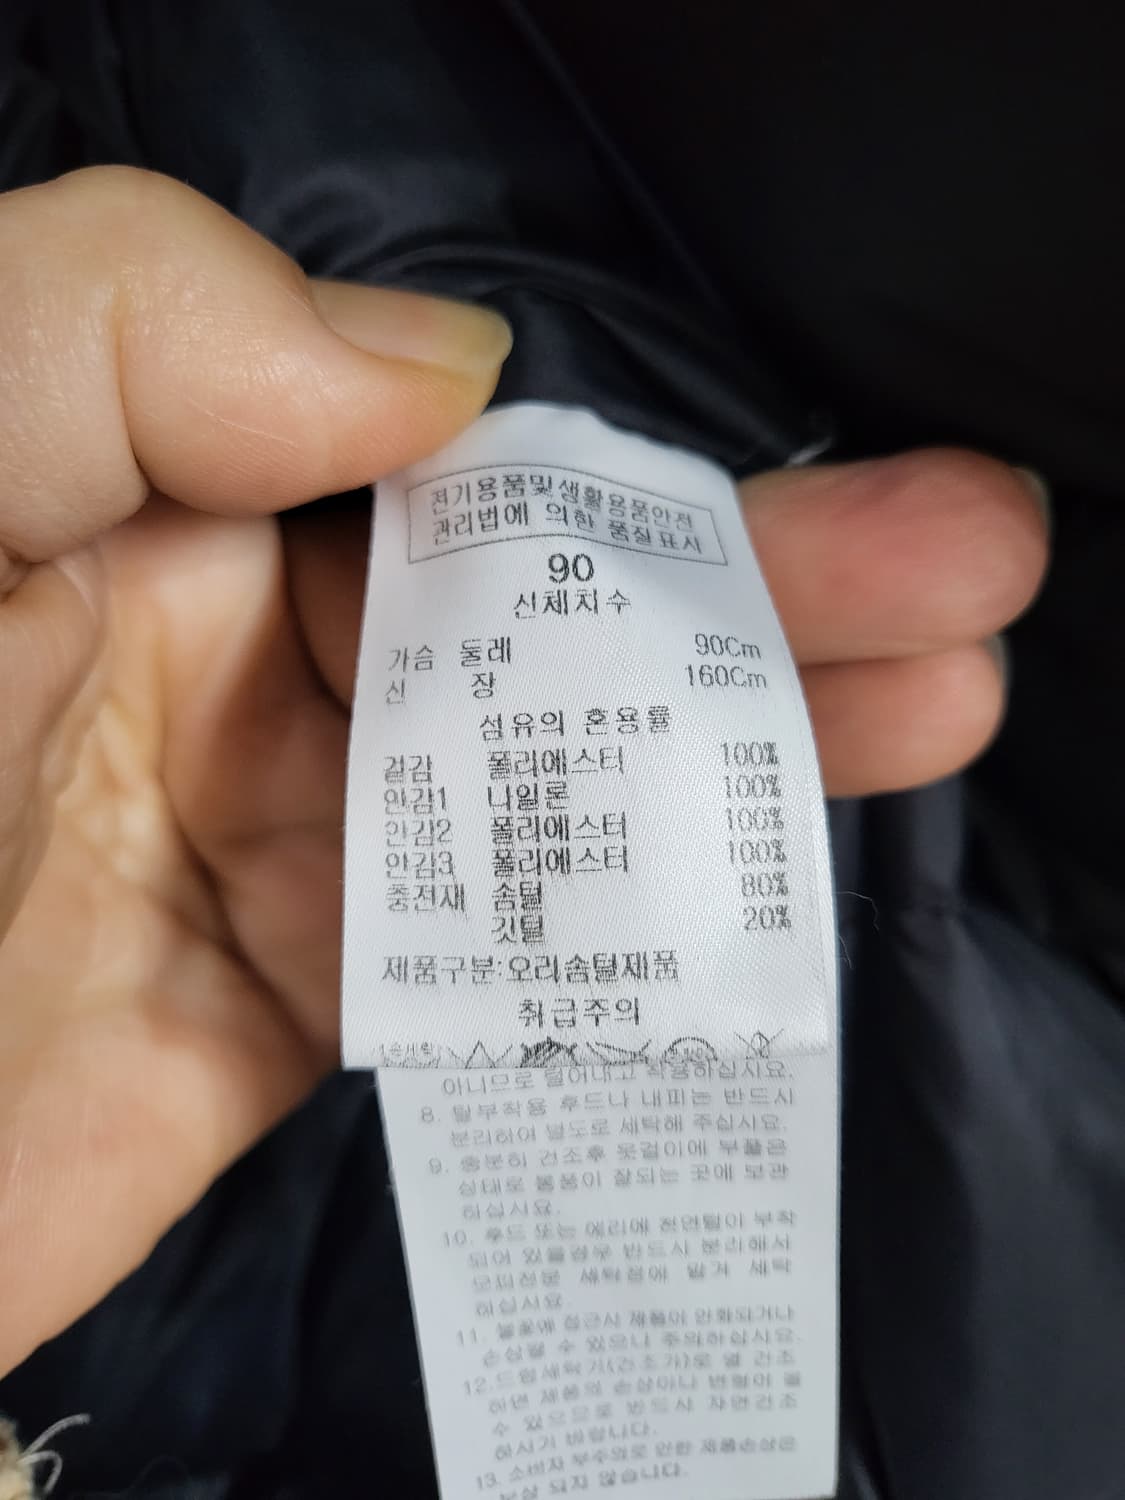 전기용품및생활용품안전
관리법에 의한 품질표시
90
신체치수
가슴 둘레 90Cm
신 장 160Cm
섬유의 혼용률
겉감 폴리에스터 100%
안감1 나일론 100%
안감2 폴리에스터 100%
안감3 폴리에스터 100%
충전재 솜털 80%
깃털 20%
제품구분:오리솜털제품
취급주의
아니므로 털어내고 착용하십시요.
8. 탈부착용 후드나 내피는 반드시
분리하여 별도로 세탁해 주십시요.
9. 충분히 건조후 옷걸이에 부풀은
상태로 통풍이 잘되는 곳에 보관
하십시요.
10. 후드 또는 에리에 천연털이 부착
되어 있을경우 반드시 분리해서
모피전문 세탁점에 맡겨 세탁
하십시요
11. 불꽃에 접근시 제품이 안화되거나
손상될 수 있으니 주의하십시요.
12.드럼세탁기(건조기)로 열 건조
하면 제품의 손상이나 변형이 올
수 있으므로 반드시 자연건조
하시기 바랍니다.
13. 소비자 부주의로 인한 제품손상은
보상 되지 않습니다.